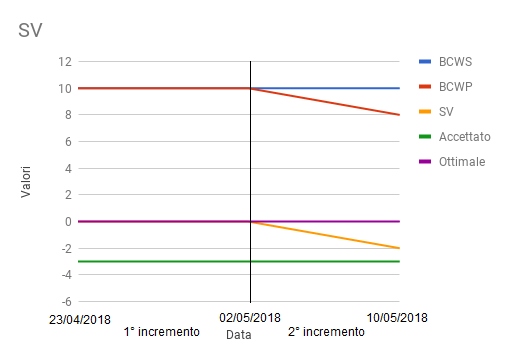 SV
12
10
8
6
4
2
0
-2
-4
-6
Valori
23/04/2018
02/05/2018
10/05/2018
1° incremento
2° incremento
Data
BCWS
BCWP
SV
Accettato
Ottimale